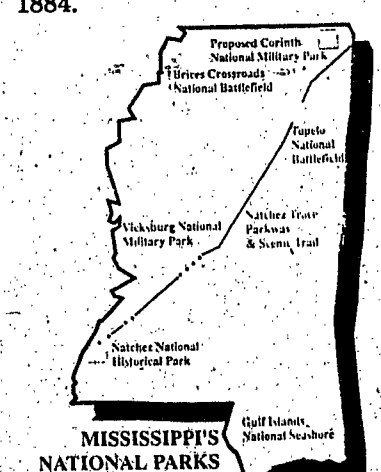 1884.
Proposed Corinth
National Military Park
Brices Crossroads
National Battlefield
Tupelo
National
Battlefield
Vicksburg National
Military Park
Natchez Trace
Parkway
& Scenic Trail
Natchez National
Historical Park
Gulf Islands
National Seashore
MISSISSIPPI'S
NATIONAL PARKS